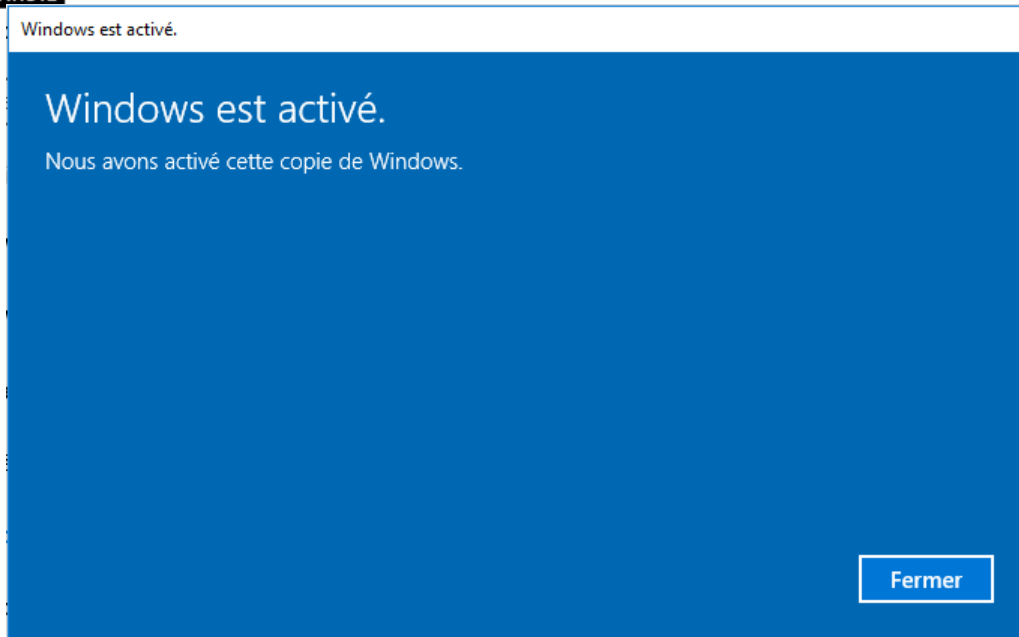 Windows est activé.
Windows est activé.
Nous avons activé cette copie de Windows.
Fermer